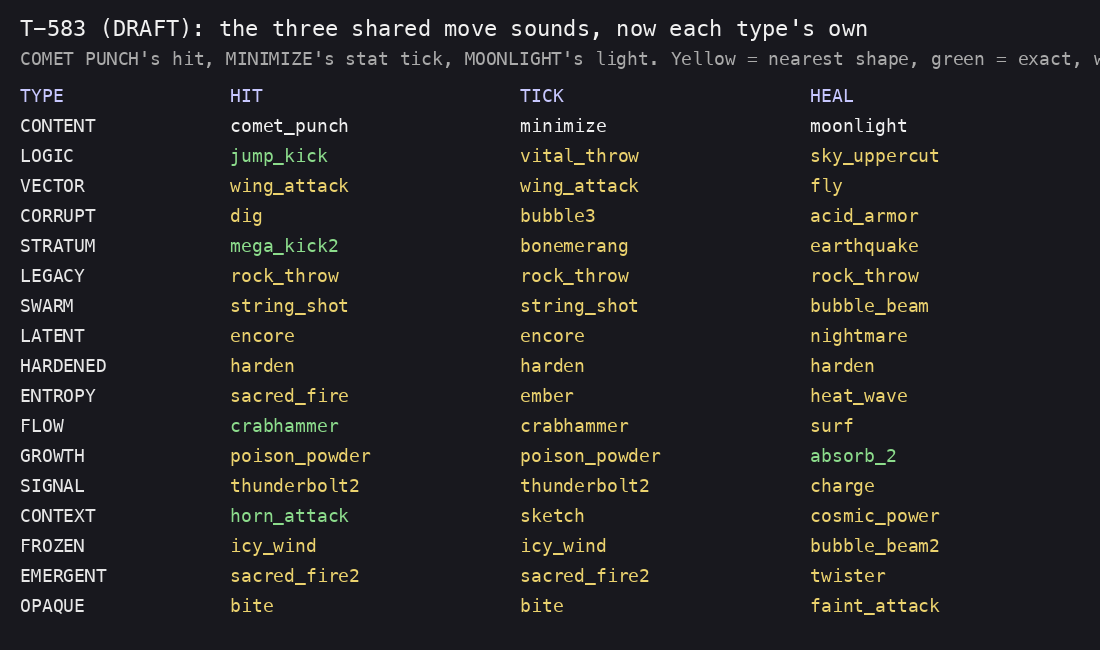 T−583 (DRAFT): the three shared move sounds, now each type's own
COMET PUNCH's hit, MINIMIZE's stat tick, MOONLIGHT's light. Yellow = nearest shape, green = exact,
TYPE HIT TICK HEAL
CONTENT comet_punch minimize moonlight
LOGIC jump_kick vital_throw sky_uppercut
VECTOR wing_attack wing_attack fly
CORRUPT dig bubble3 acid_armor
STRATUM mega_kick2 bonemerang earthquake
LEGACY rock_throw rock_throw rock_throw
SWARM string_shot string_shot bubble_beam
LATENT encore encore nightmare
HARDENED harden harden harden
ENTROPY sacred_fire ember heat_wave
FLOW crabhammer crabhammer surf
GROWTH poison_powder poison_powder absorb_2
SIGNAL thunderbolt2 thunderbolt2 charge
CONTEXT horn_attack sketch cosmic_power
FROZEN icy_wind icy_wind bubble_beam2
EMERGENT sacred_fire2 sacred_fire2 twister
OPAQUE bite bite faint_attack